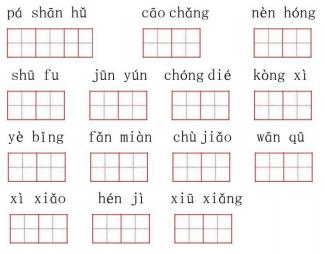 pá shān hǔ cāo chǎng nèn hóng
shū fu jūn yún chóng dié kòng xì
yè bǐng fǎn miàn chù jiǎo wān qū
xì xiǎo hén jì xiū xiǎng